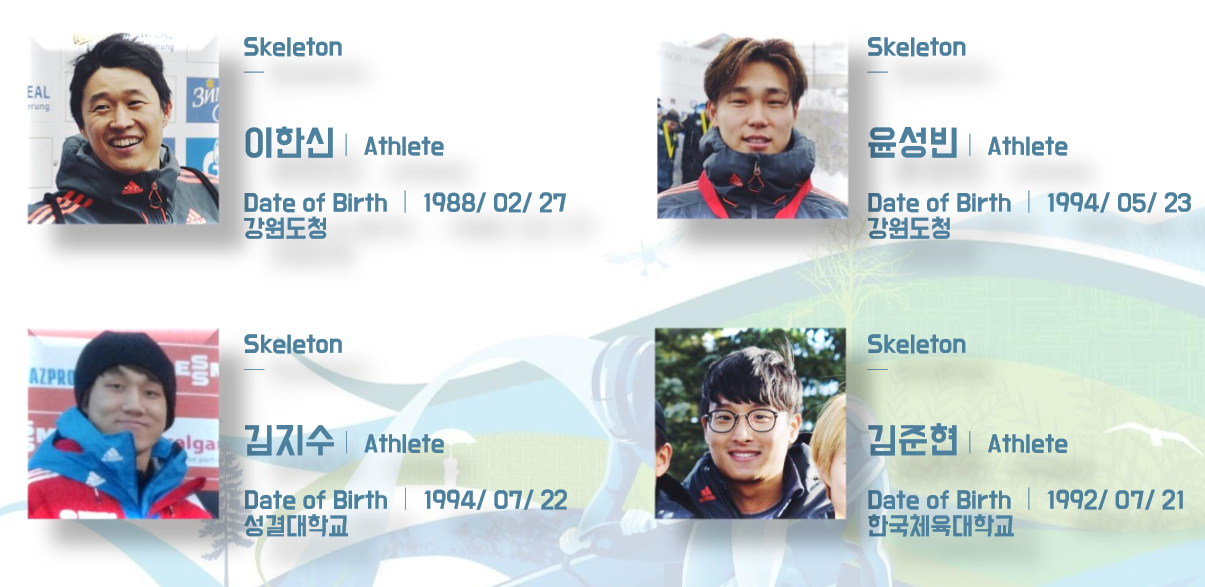 Skeleton
이한신 | Athlete
Date of Birth | 1988/ 02/ 27
강원도청
Skeleton
윤성빈 | Athlete
Date of Birth | 1994/ 05/ 23
강원도청
Skeleton
김지수 | Athlete
Date of Birth | 1994/ 07/ 22
성결대학교
Skeleton
김준현 | Athlete
Date of Birth | 1992/ 07/ 21
한국체육대학교